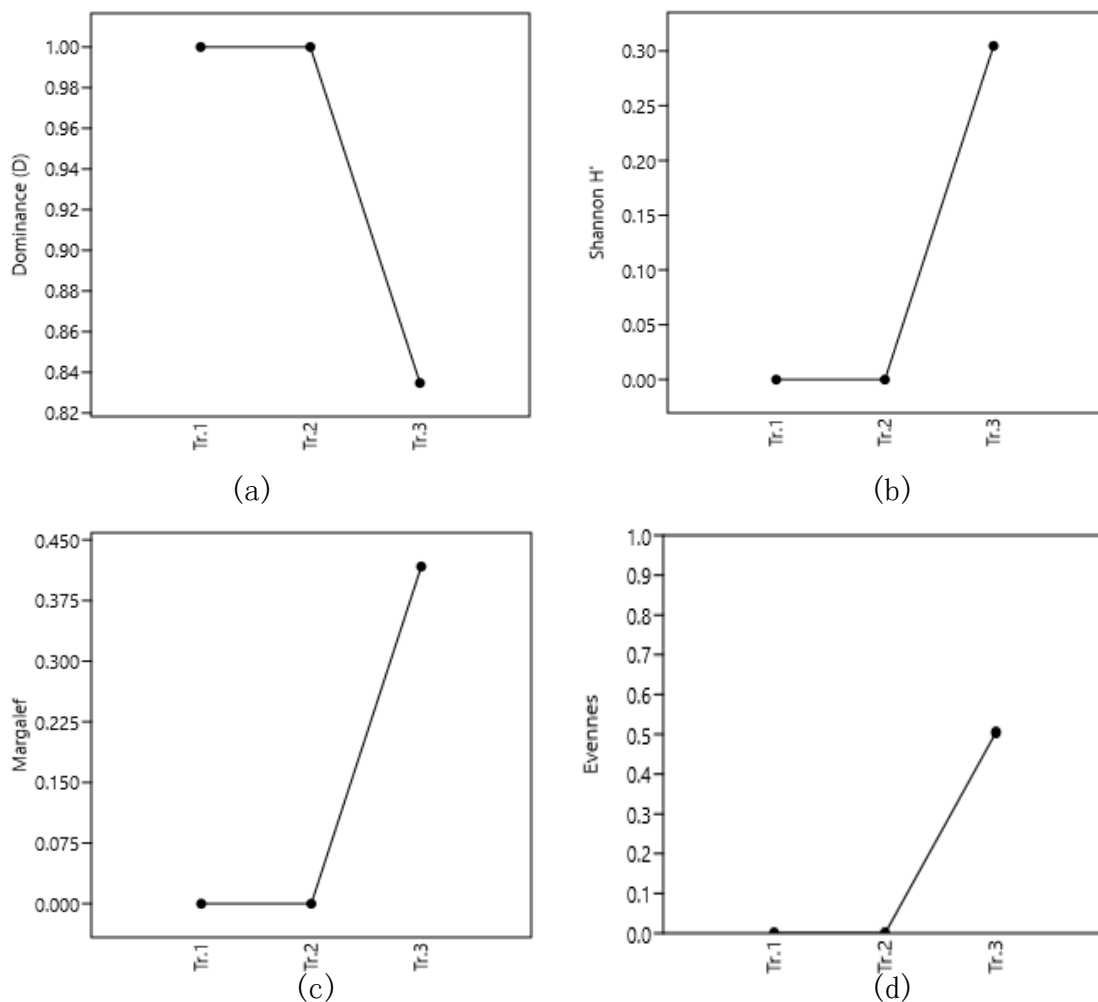 Dominance (D)
1.00
0.98
0.96
0.94
0.92
0.90
0.88
0.86
0.84
0.82
Tr.1
Tr.2
Tr.3
(a)
Shannon H'
0.30
0.25
0.20
0.15
0.10
0.05
0.00
Tr.1
Tr.2
Tr.3
(b)
Margalef
0.450
0.375
0.300
0.225
0.150
0.075
0.000
Tr.1
Tr.2
Tr.3
(c)
Evennes
1.0
0.9
0.8
0.7
0.6
0.5
0.4
0.3
0.2
0.1
0.0
Tr.1
Tr.2
Tr.3
(d)